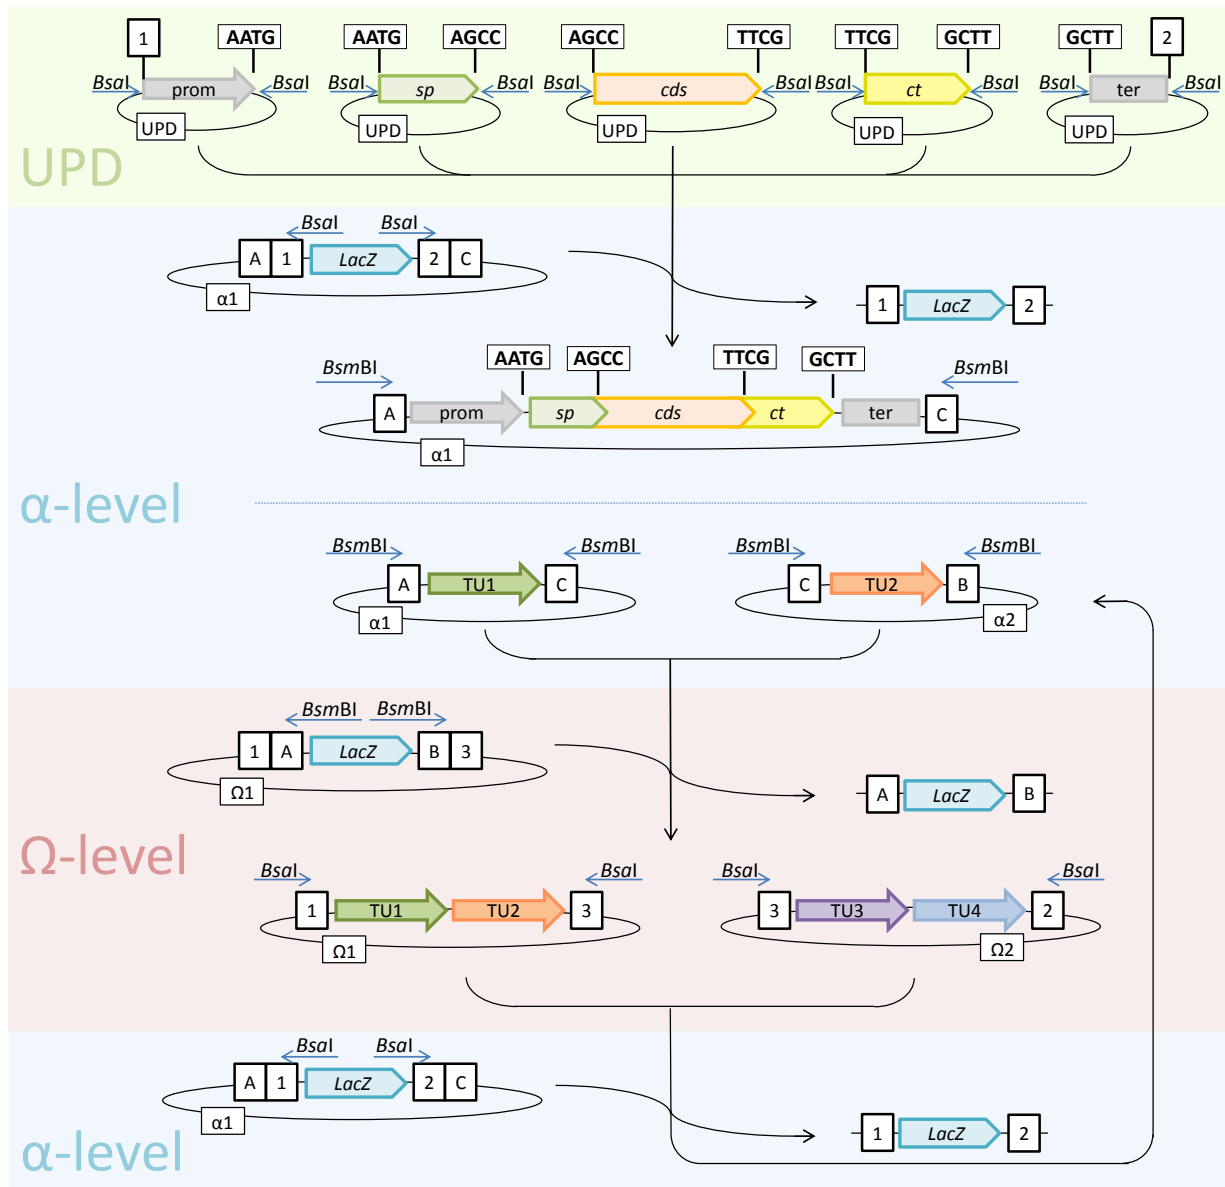 1 AATG AATG AGCC AGCC TTCG TTCG GCTT GCTT 2
BsaI prom BsaI BsaI sp BsaI BsaI cds BsaI BsaI ct BsaI BsaI ter BsaI
UPD UPD UPD UPD UPD
UPD
BsaI BsaI
A 1 LacZ 2 C
α1
1 LacZ 2
AATG AGCC TTCG GCTT
BsmBI BsmBI
A prom sp cds ct ter C
α1
α-level
BsmBI BsmBI BsmBI BsmBI
A TU1 C C TU2 B
α1 α2
BsmBI BsmBI
1 A LacZ B 3
Ω1
A LacZ B
Ω-level
BsaI BsaI BsaI BsaI
1 TU1 TU2 3 3 TU3 TU4 2
Ω1 Ω2
BsaI BsaI
A 1 LacZ 2 C
α1
1 LacZ 2
α-level